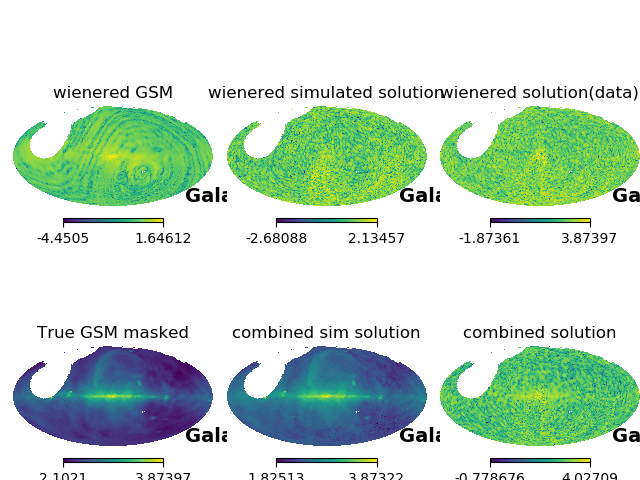 wienered GSM
wienered simulated solution
wienered solution(data)
Gala
Gala
Ga
-4.4505 1.64612
-2.68088 2.13457
-1.87361 3.87397
True GSM masked
combined sim solution
combined solution
Gala
Gala
Ga
2.1021 3.87397
1.82513 3.87322
-0.778676 4.02709